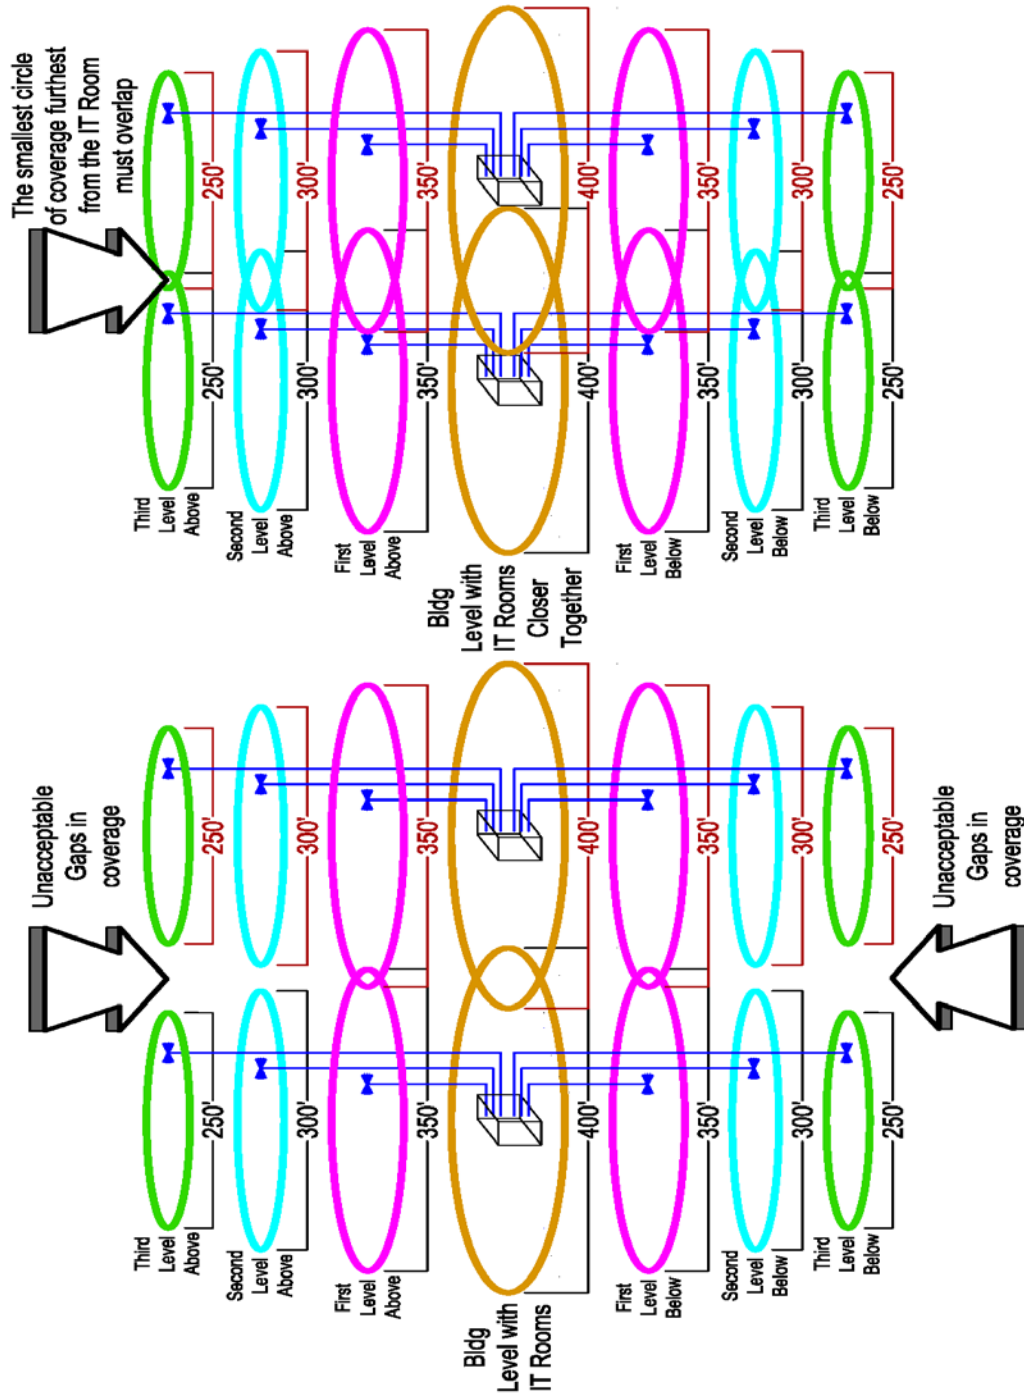 Unacceptable
Gaps in
coverage
Third
Level
Above
250' 250'
Second
Level
Above
300' 300'
First
Level
Above
350' 350'
Bldg
Level with
IT Rooms
400' 400'
First
Level
Below
350' 350'
Second
Level
Below
300' 300'
Third
Level
Below
250' 250'
Unacceptable
Gaps in
coverage
The smallest circle
of coverage furthest
from the IT Room
must overlap
Third
Level
Above
250' 250'
Second
Level
Above
300' 300'
First
Level
Above
350' 350'
Bldg
Level with
IT Rooms
Closer
Together
400' 400'
First
Level
Below
350' 350'
Second
Level
Below
300' 300'
Third
Level
Below
250' 250'